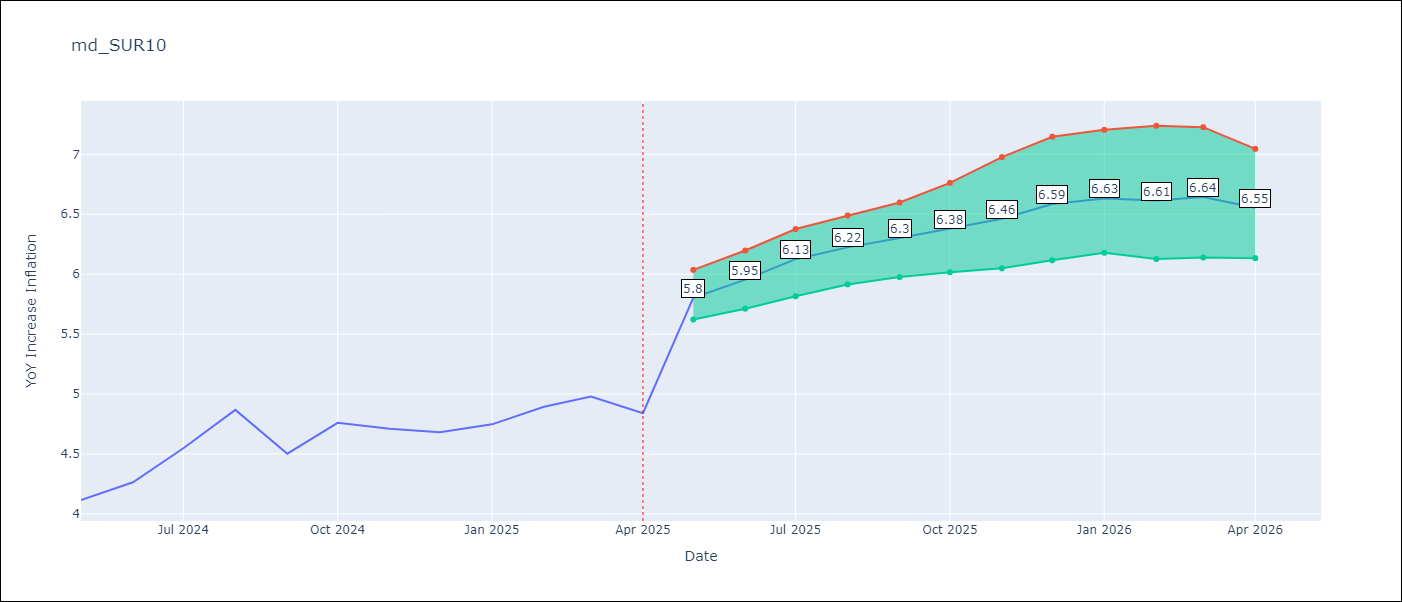 md_SUR10
YoY Increase Inflation
7
6.5
6
5.5
5
4.5
4
5.8
5.95
6.13
6.22
6.3
6.38
6.46
6.59
6.63
6.61
6.64
6.55
Jul 2024
Oct 2024
Jan 2025
Apr 2025
Jul 2025
Oct 2025
Jan 2026
Apr 2026
Date